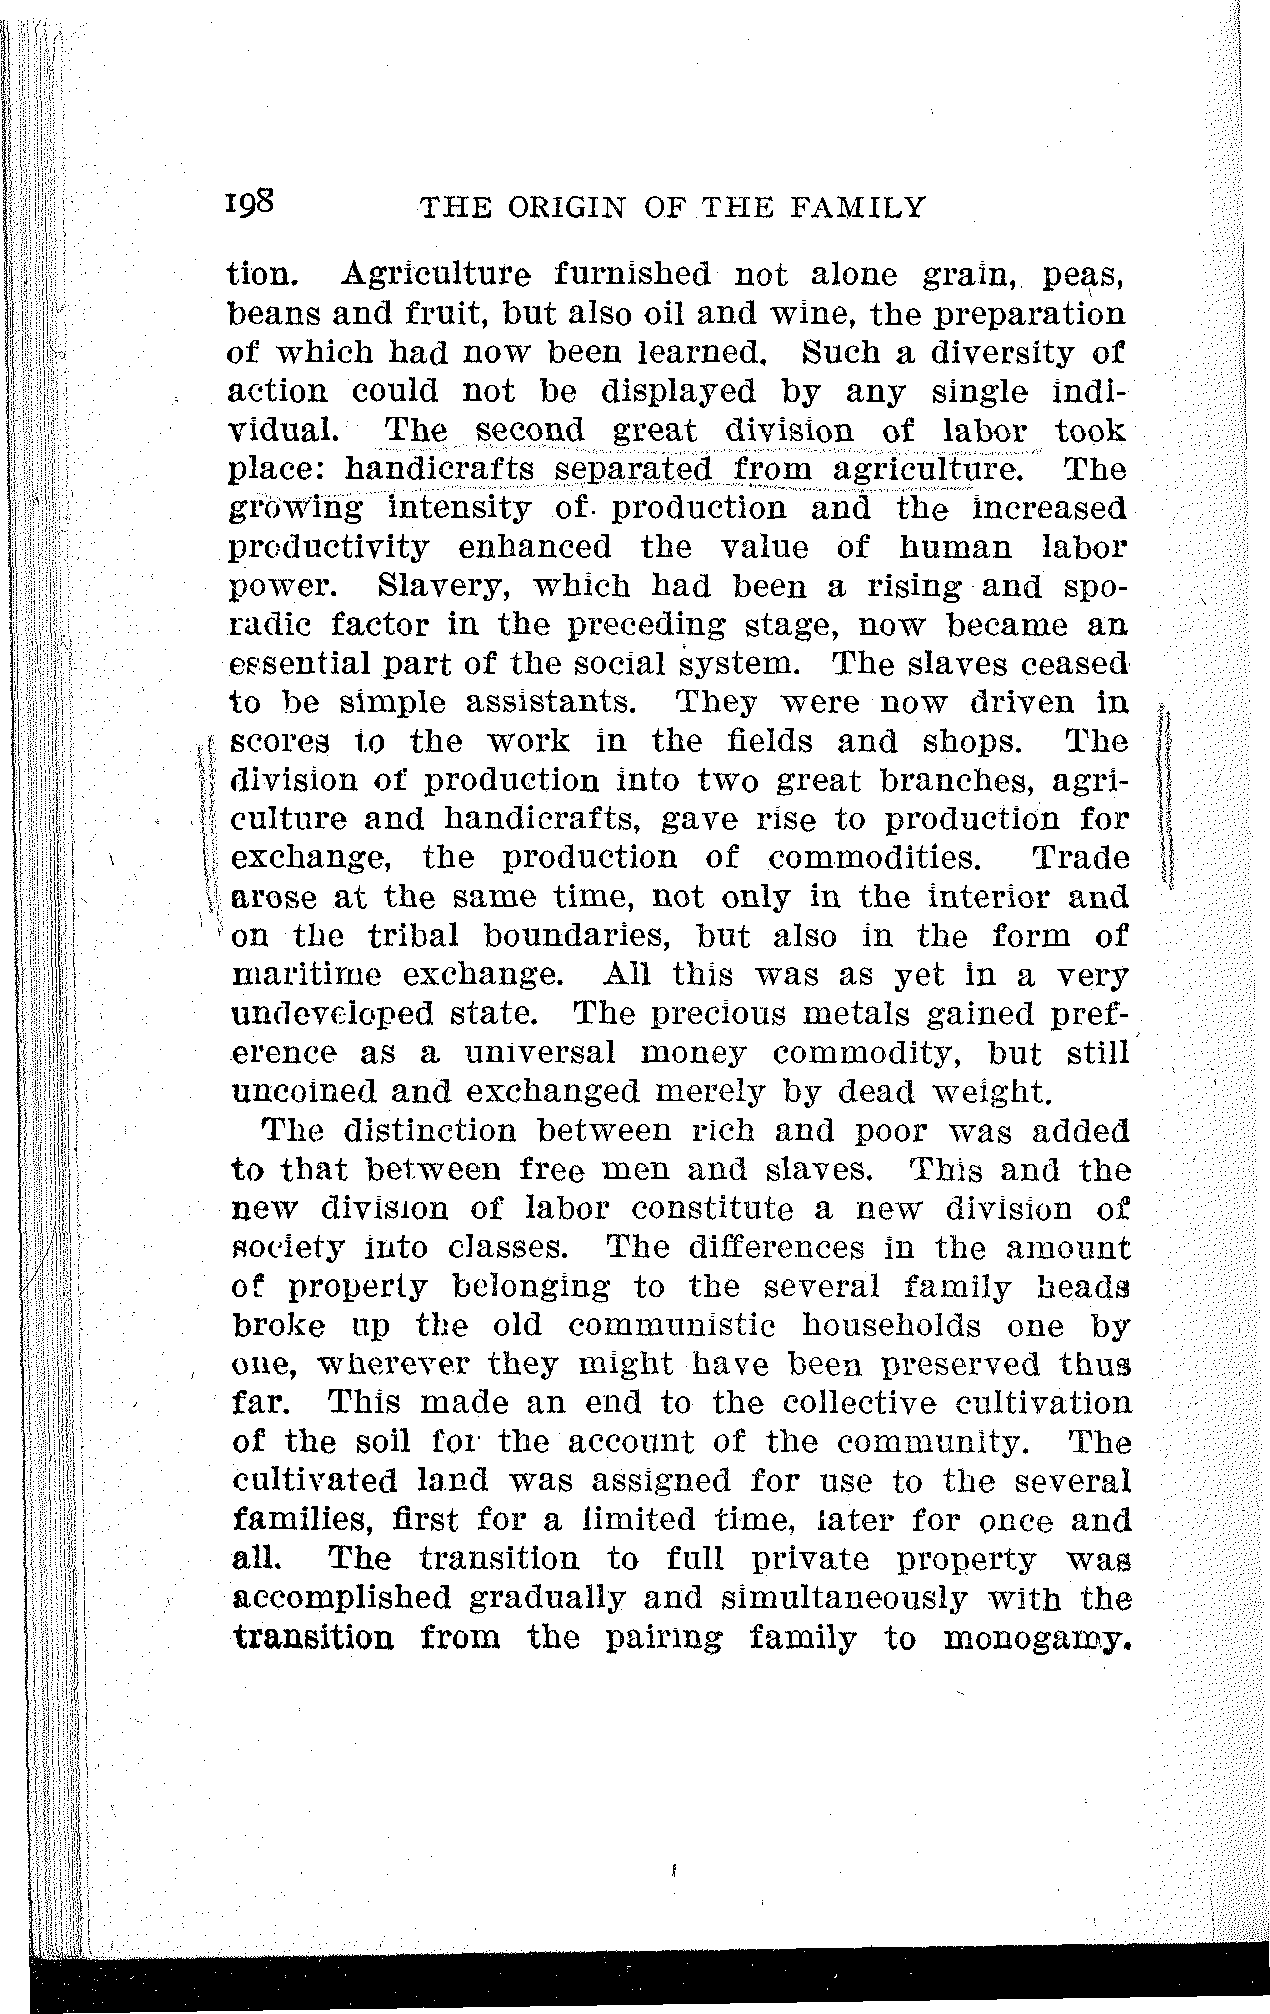 198 THE ORIGIN OF THE FAMILY
tion. Agriculture furnished not alone grain, peas,
beans and fruit, but also oil and wine, the preparation
of which had now been learned. Such a diversity of
action could not be displayed by any single indi-
vidual. The second great division of labor took
place: handicrafts separated from agriculture. The
growing intensity of production and the increased
productivity enhanced the value of human labor
power. Slavery, which had been a rising and spo-
radic factor in the preceding stage, now became an
essential part of the social system. The slaves ceased
to be simple assistants. They were now driven in
scores to the work in the fields and shops. The
division of production into two great branches, agri-
culture and handicrafts, gave rise to production for
exchange, the production of commodities. Trade
arose at the same time, not only in the interior and
on the tribal boundaries, but also in the form of
maritime exchange. All this was as yet in a very
undeveloped state. The precious metals gained pref-
erence as a universal money commodity, but still
uncoined and exchanged merely by dead weight.
The distinction between rich and poor was added
to that between free men and slaves. This and the
new division of labor constitute a new division of
society into classes. The differences in the amount
of property belonging to the several family heads
broke up the old communistic households one by
one, wherever they might have been preserved thus
far. This made an end to the collective cultivation
of the soil for the account of the community. The
cultivated land was assigned for use to the several
families, first for a limited time, later for once and
all. The transition to full private property was
accomplished gradually and simultaneously with the
transition from the pairing family to monogamy.